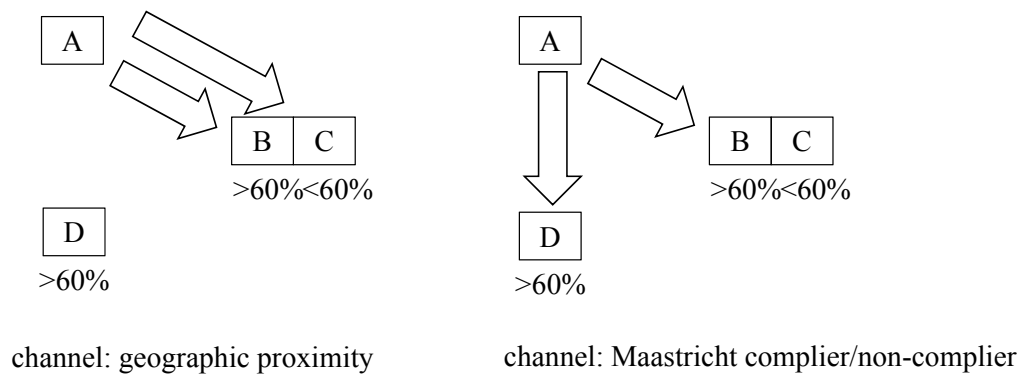 A
B C
>60%<60%
D
>60%
channel: geographic proximity
A
B C
>60%<60%
D
>60%
channel: Maastricht complier/non-complier